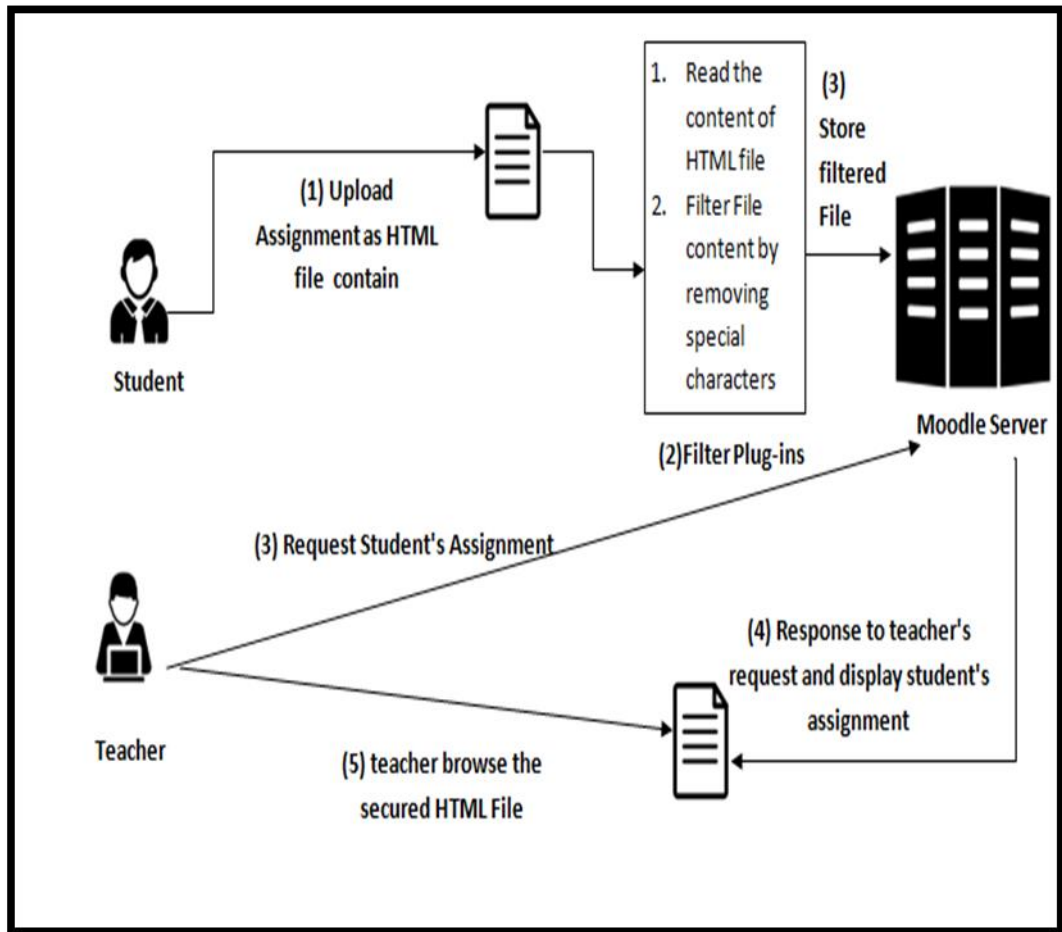 1. Read the
content of
HTML file
2. Filter File
content by
removing
special
characters
(3)
Store
filtered
File
(1) Upload
Assignment as HTML
file contain
Student
Moodle Server
(2)Filter Plug-ins
(3) Request Student's Assignment
(4) Response to teacher's
request and display student's
assignment
Teacher
(5) teacher browse the
secured HTML File